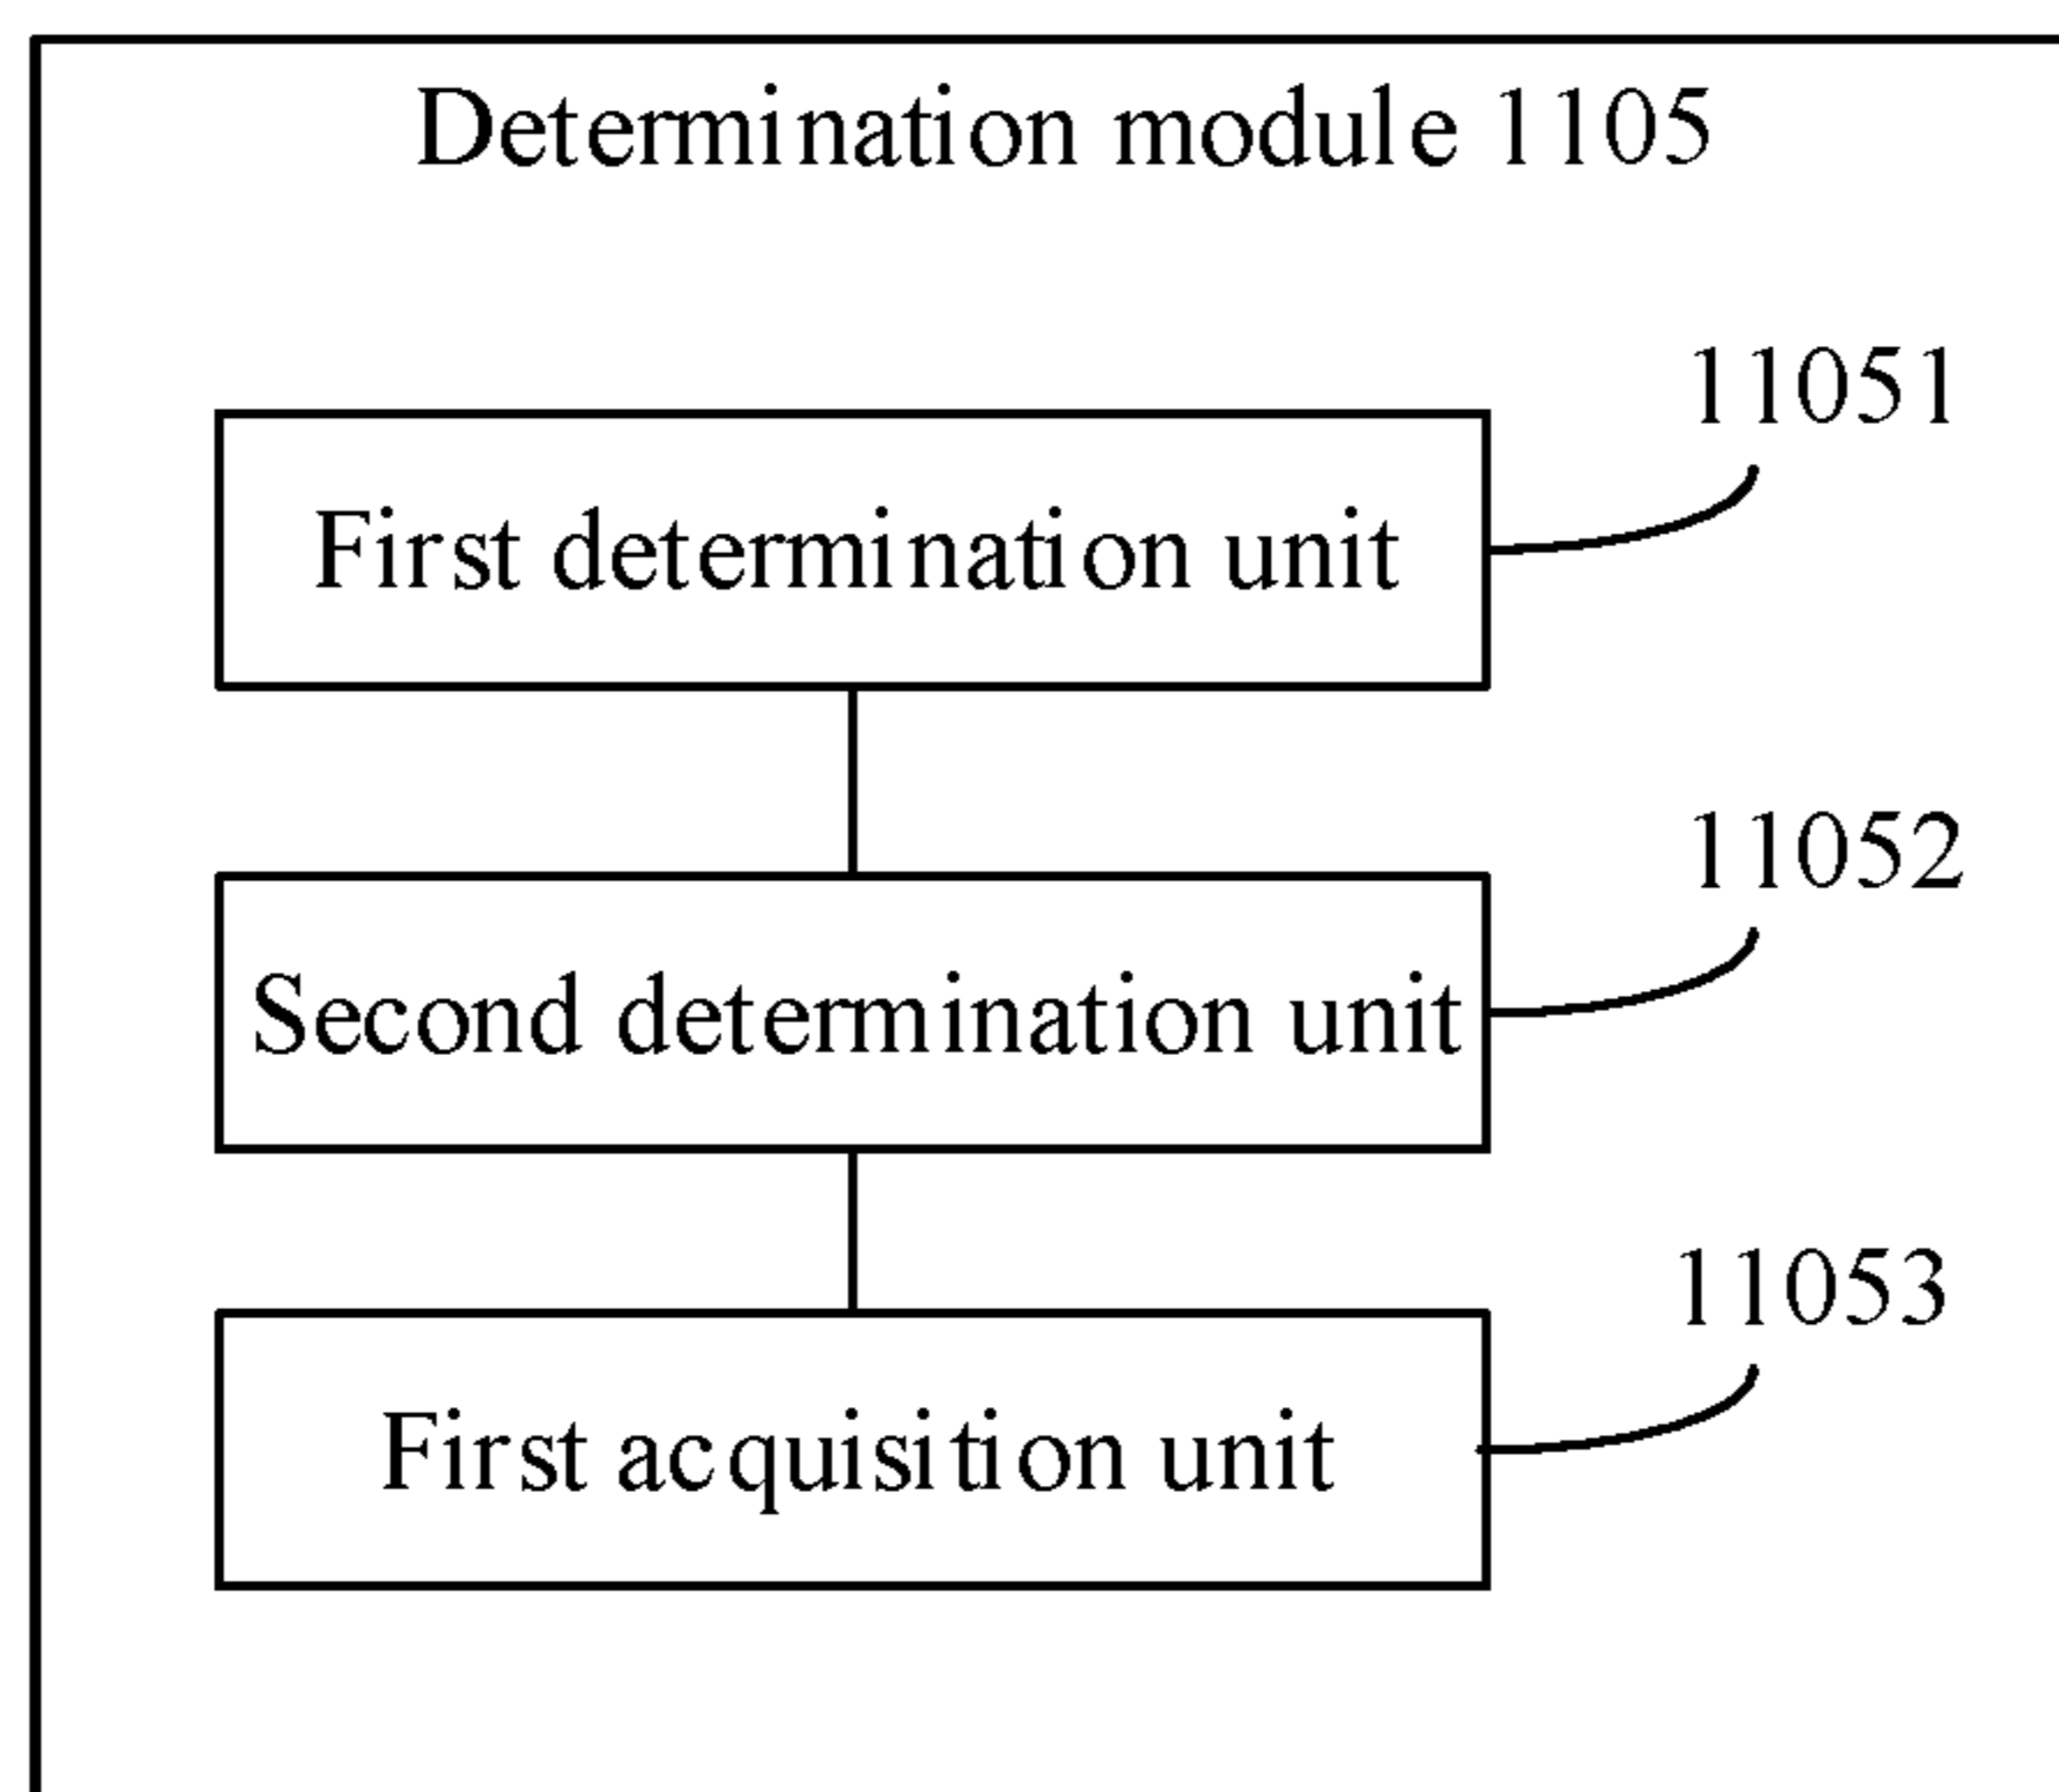 Determination module 1105
11051
First determination unit
11052
Second determination unit
11053
First acquisition unit